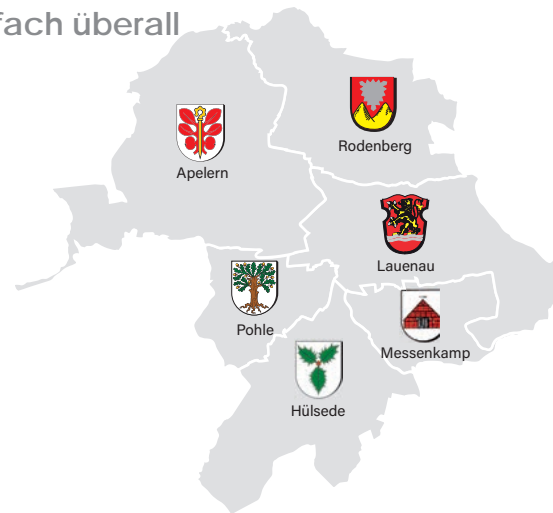 fach überall
Rodenberg
Apelern
Lauenau
Pohle
Messenkamp
Hülsede